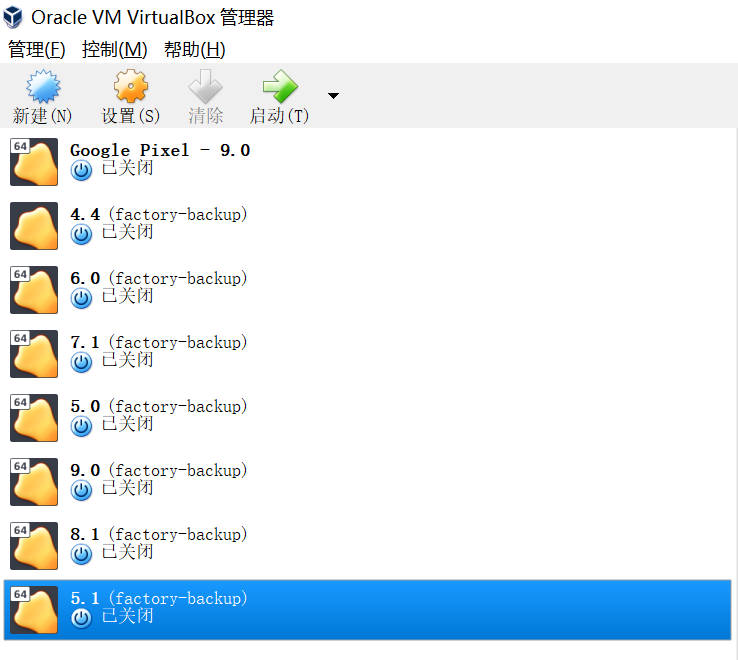 Oracle VM VirtualBox 管理器
管理(F) 控制(M) 帮助(H)
新建(N) 设置(S) 清除 启动(T)
64 Google Pixel - 9.0
已关闭
4.4 (factory-backup)
已关闭
64 6.0 (factory-backup)
已关闭
64 7.1 (factory-backup)
已关闭
64 5.0 (factory-backup)
已关闭
64 9.0 (factory-backup)
已关闭
64 8.1 (factory-backup)
已关闭
64 5.1 (factory-backup)
已关闭